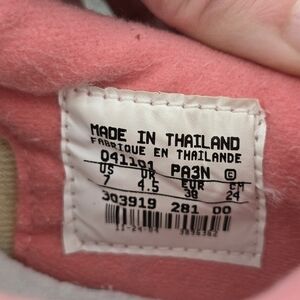 MADE IN THAILAND
FABRIQUE EN THAILANDE
041101 PA3N G
US UK EUR CM
7 4.5 38 24
303919 281 00